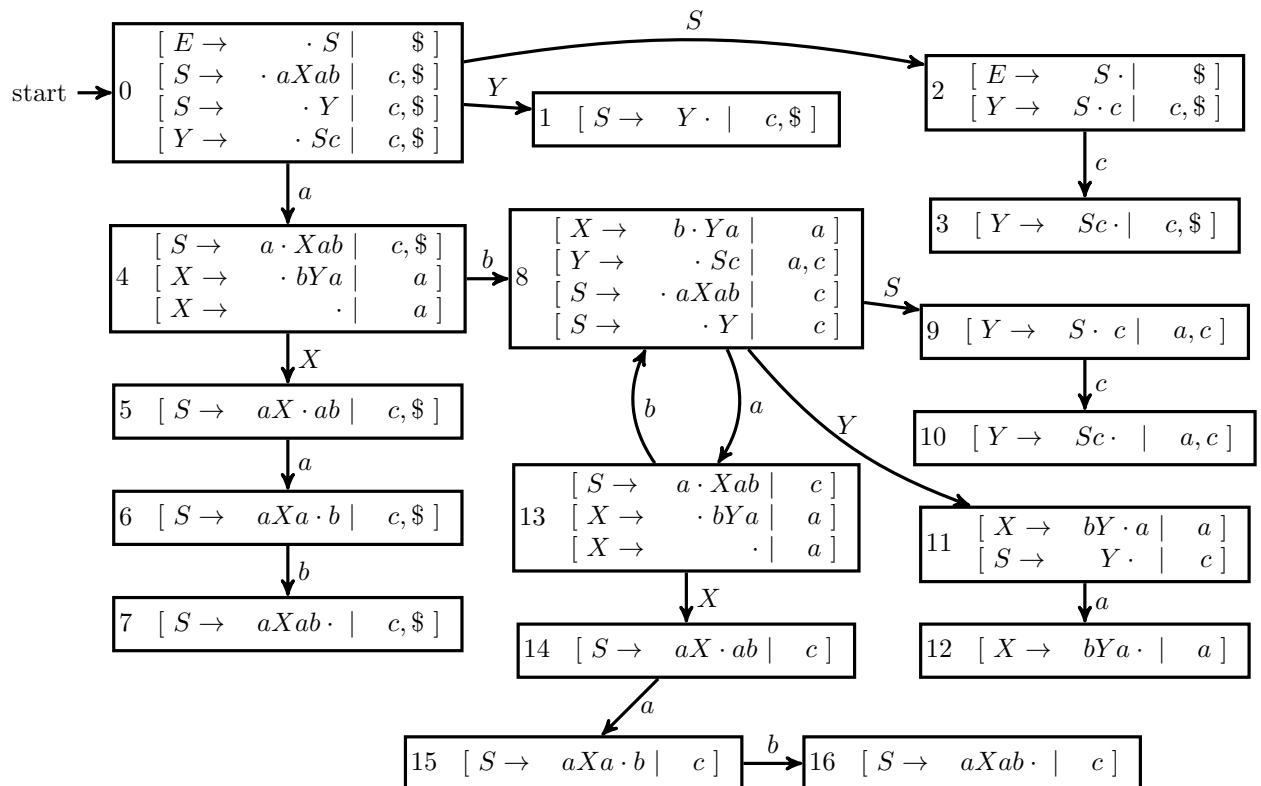 start
0
[ E → · S | $ ]
[ S → · aXab | c, $ ]
[ S → · Y | c, $ ]
[ Y → · Sc | c, $ ]
S
Y
1 [ S → Y · | c, $ ]
2
[ E → S · | $ ]
[ Y → S · c | c, $ ]
a
c
3 [ Y → Sc · | c, $ ]
4
[ S → a · Xab | c, $ ]
[ X → · bYa | a ]
[ X → · | a ]
b
8
[ X → b · Ya | a ]
[ Y → · Sc | a, c ]
[ S → · aXab | c ]
[ S → · Y | c ]
S
9 [ Y → S · c | a, c ]
X
5 [ S → aX · ab | c, $ ]
b
a
Y
c
10 [ Y → Sc · | a, c ]
a
6 [ S → aXa · b | c, $ ]
13
[ S → a · Xab | c ]
[ X → · bYa | a ]
[ X → · | a ]
11
[ X → bY · a | a ]
[ S → Y · | c ]
b
7 [ S → aXab · | c, $ ]
X
a
14 [ S → aX · ab | c ]
12 [ X → bYa · | a ]
a
15 [ S → aXa · b | c ]
b
16 [ S → aXab · | c ]